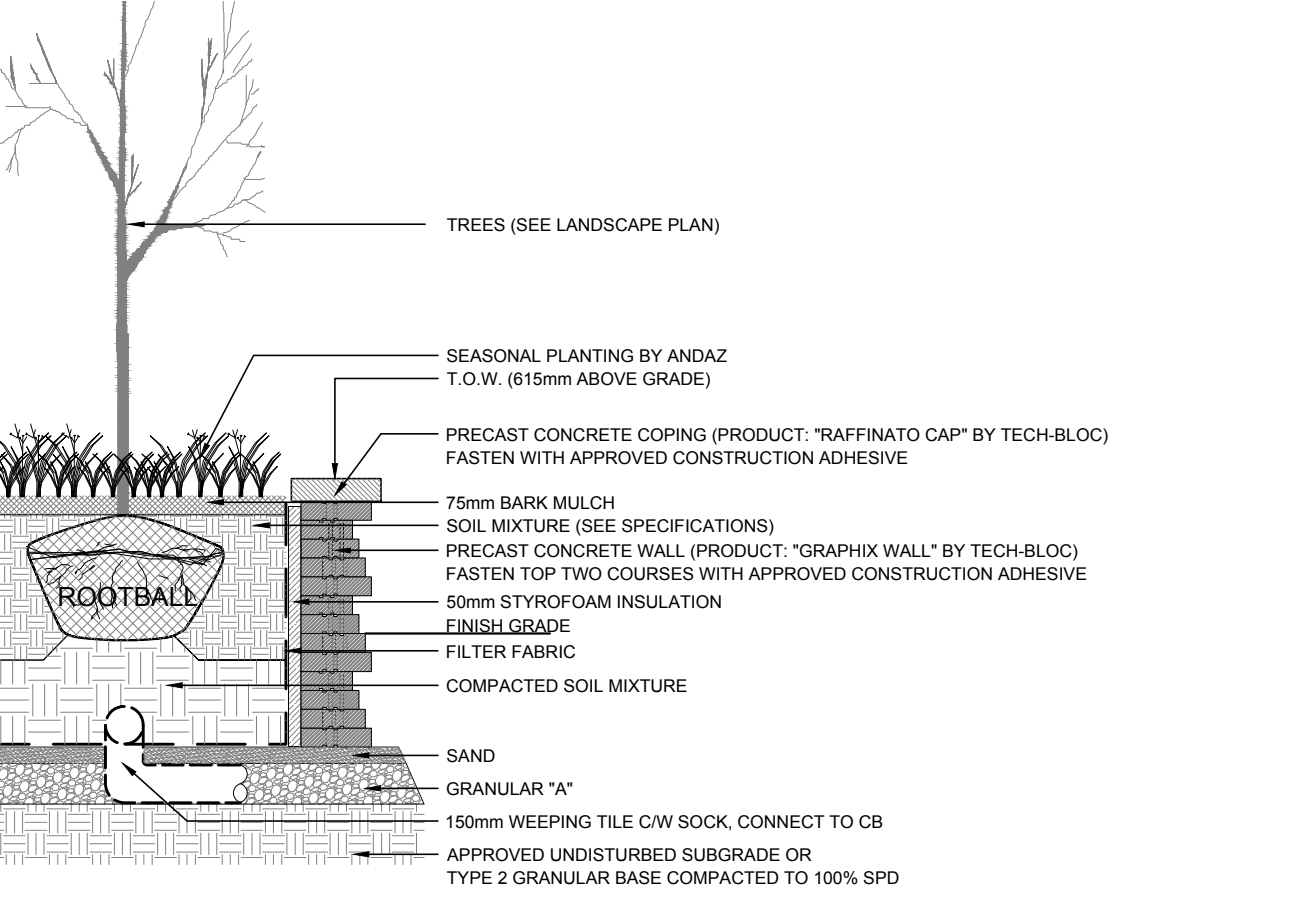 TREES (SEE LANDSCAPE PLAN)
SEASONAL PLANTING BY ANDAZ
T.O.W. (615mm ABOVE GRADE)
PRECAST CONCRETE COPING (PRODUCT: "RAFFINATO CAP" BY TECH-BLOC)
FASTEN WITH APPROVED CONSTRUCTION ADHESIVE
75mm BARK MULCH
SOIL MIXTURE (SEE SPECIFICATIONS)
PRECAST CONCRETE WALL (PRODUCT: "GRAPHIX WALL" BY TECH-BLOC)
FASTEN TOP TWO COURSES WITH APPROVED CONSTRUCTION ADHESIVE
ROOTBALL
50mm STYROFOAM INSULATION
FINISH GRADE
FILTER FABRIC
COMPACTED SOIL MIXTURE
SAND
GRANULAR "A"
150mm WEEPING TILE C/W SOCK, CONNECT TO CB
APPROVED UNDISTURBED SUBGRADE OR
TYPE 2 GRANULAR BASE COMPACTED TO 100% SPD